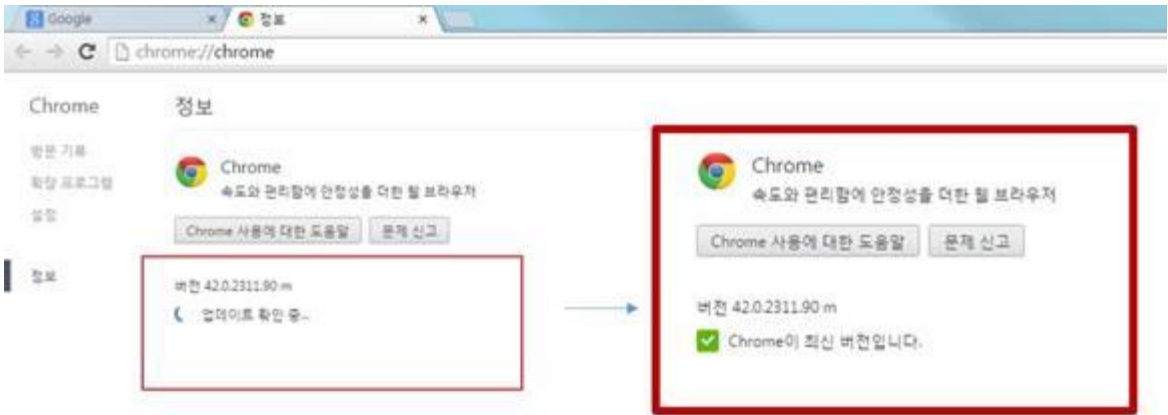 Google
정보
chrome://chrome
Chrome
정보
방문 기록
확장 프로그램
설정
정보
Chrome
속도와 편리함에 안정성을 더한 웹 브라우저
Chrome 사용에 대한 도움말
문제 신고
버전 42.0.2311.90 m
업데이트 확인 중...
Chrome
속도와 편리함에 안정성을 더한 웹 브라우저
Chrome 사용에 대한 도움말
문제 신고
버전 42.0.2311.90 m
Chrome이 최신 버전입니다.